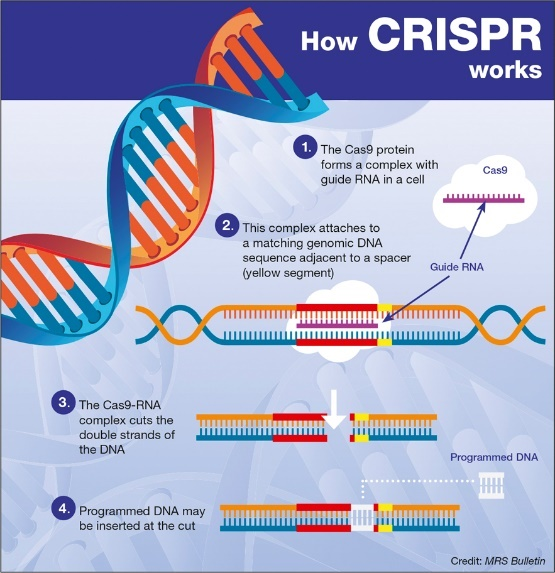 How CRISPR
works
1. The Cas9 protein
forms a complex with
guide RNA in a cell
Cas9
2. This complex attaches to
a matching genomic DNA
sequence adjacent to a spacer
(yellow segment)
Guide RNA
3. The Cas9-RNA
complex cuts the
double strands of
the DNA
Programmed DNA
4. Programmed DNA may
be inserted at the cut
Credit: MRS Bulletin